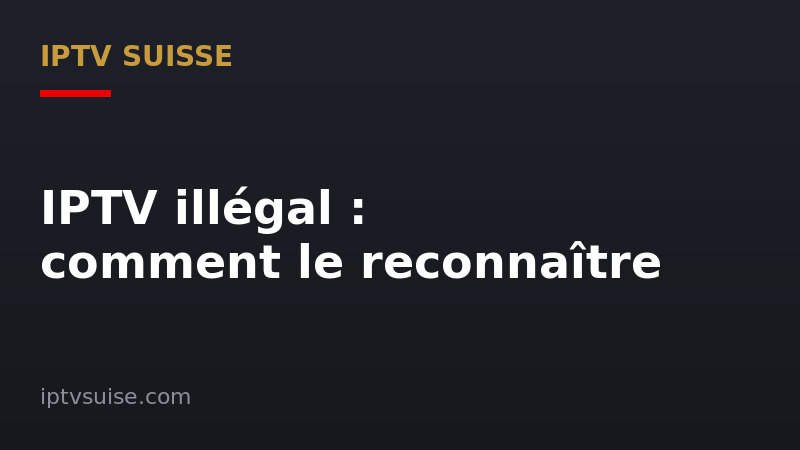 IPTV SUISSE
IPTV illégal :
comment le reconnaître
iptvsuise.com